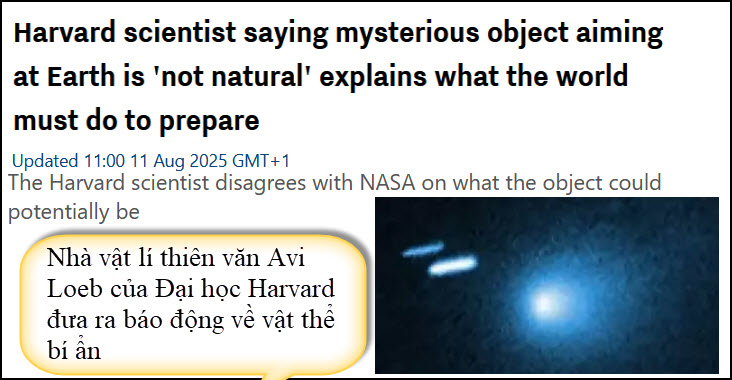 Harvard scientist saying mysterious object aiming
at Earth is 'not natural' explains what the world
must do to prepare
Updated 11:00 11 Aug 2025 GMT+1
The Harvard scientist disagrees with NASA on what the object could
potentially be
Nhà vật lí thiên văn Avi
Loeb của Đại học Harvard
đưa ra báo động về vật thể
bí ẩn